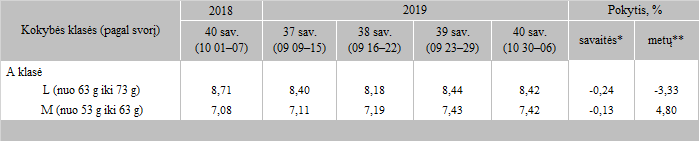 Kokybės klasės (pagal svorį) 2018 2019 Pokytis, %
40 sav. (10 01–07) 37 sav. (09 09–15) 38 sav. (09 16–22) 39 sav. (09 23–29) 40 sav. (10 30–06) savaitės* metų**
A klasė
L (nuo 63 g iki 73 g) 8,71 8,40 8,18 8,44 8,42 -0,24 -3,33
M (nuo 53 g iki 63 g) 7,08 7,11 7,19 7,43 7,42 -0,13 4,80